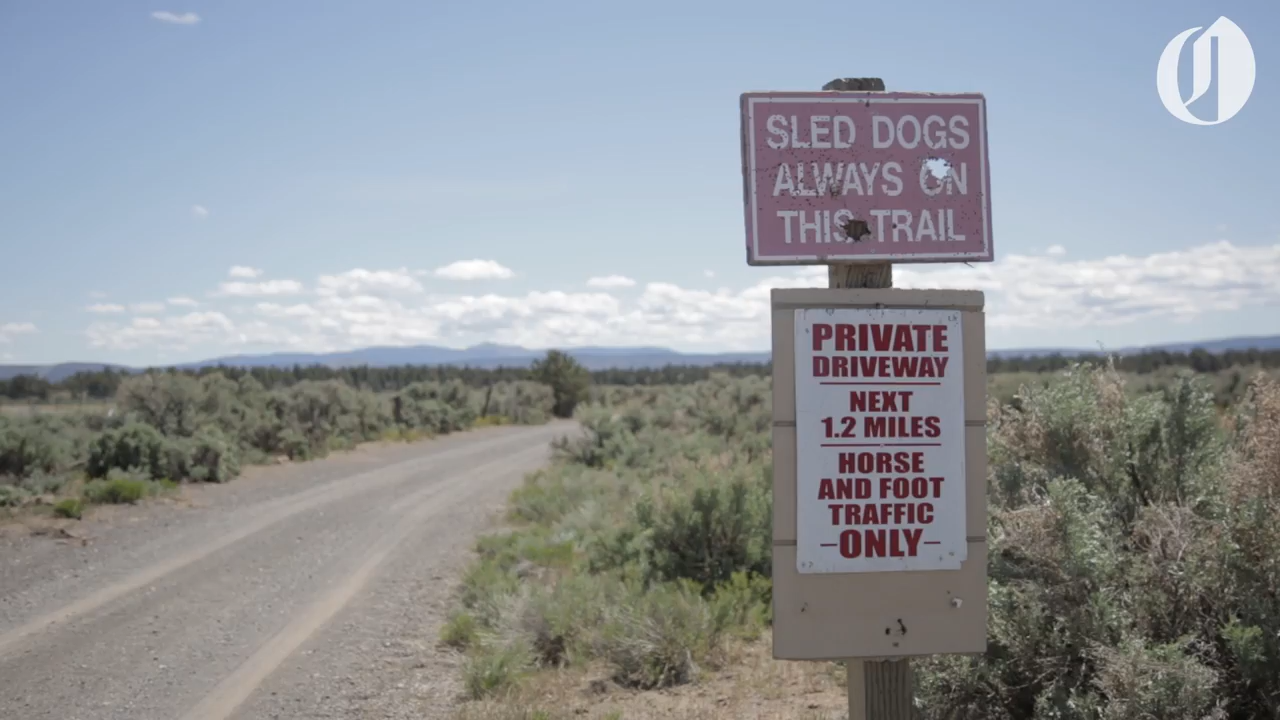 SLED DOGS
ALWAYS ON
THIS TRAIL
PRIVATE
DRIVEWAY
NEXT
1.2 MILES
HORSE
AND FOOT
TRAFFIC
-ONLY-